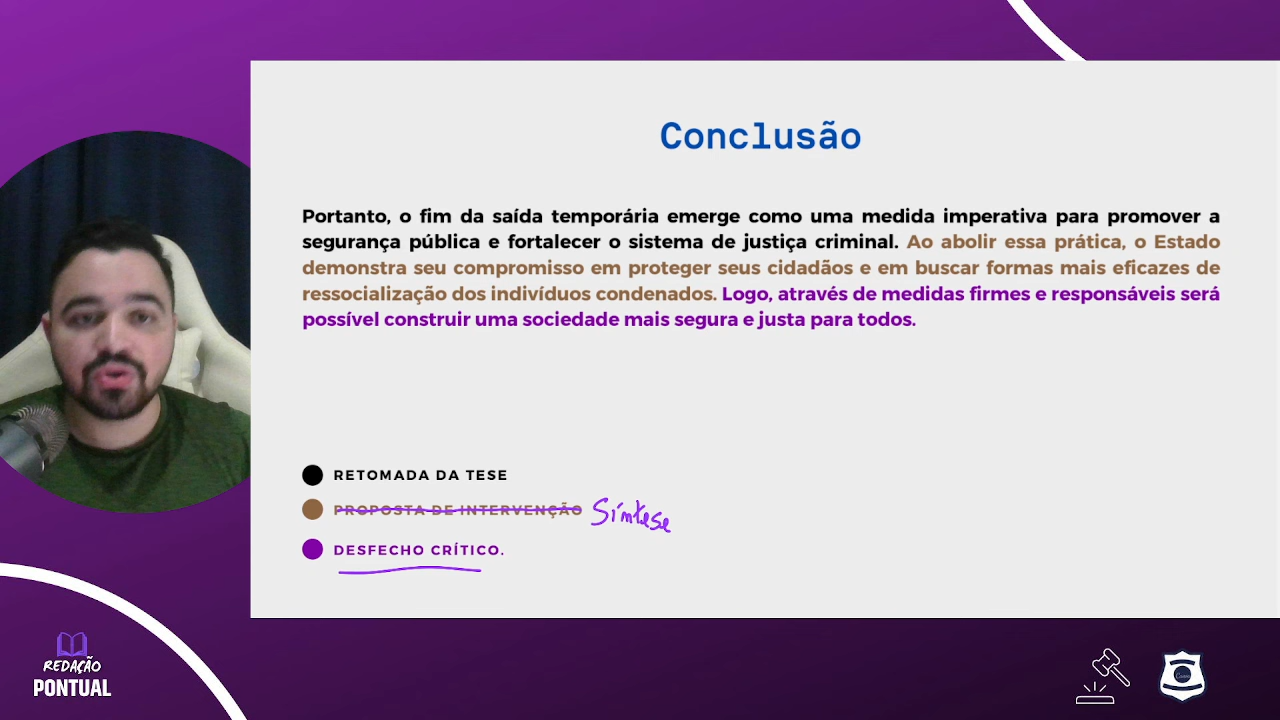 Conclusão
Portanto, o fim da saída temporária emerge como uma medida imperativa para promover a
segurança pública e fortalecer o sistema de justiça criminal. Ao abolir essa prática, o Estado
demonstra seu compromisso em proteger seus cidadãos e em buscar formas mais eficazes de
ressocialização dos indivíduos condenados. Logo, através de medidas firmes e responsáveis será
possível construir uma sociedade mais segura e justa para todos.
RETOMADA DA TESE
PROPOSTA DE INTERVENÇÃO Síntese
DESFECHO CRÍTICO.
REDAÇÃO
PONTUAL